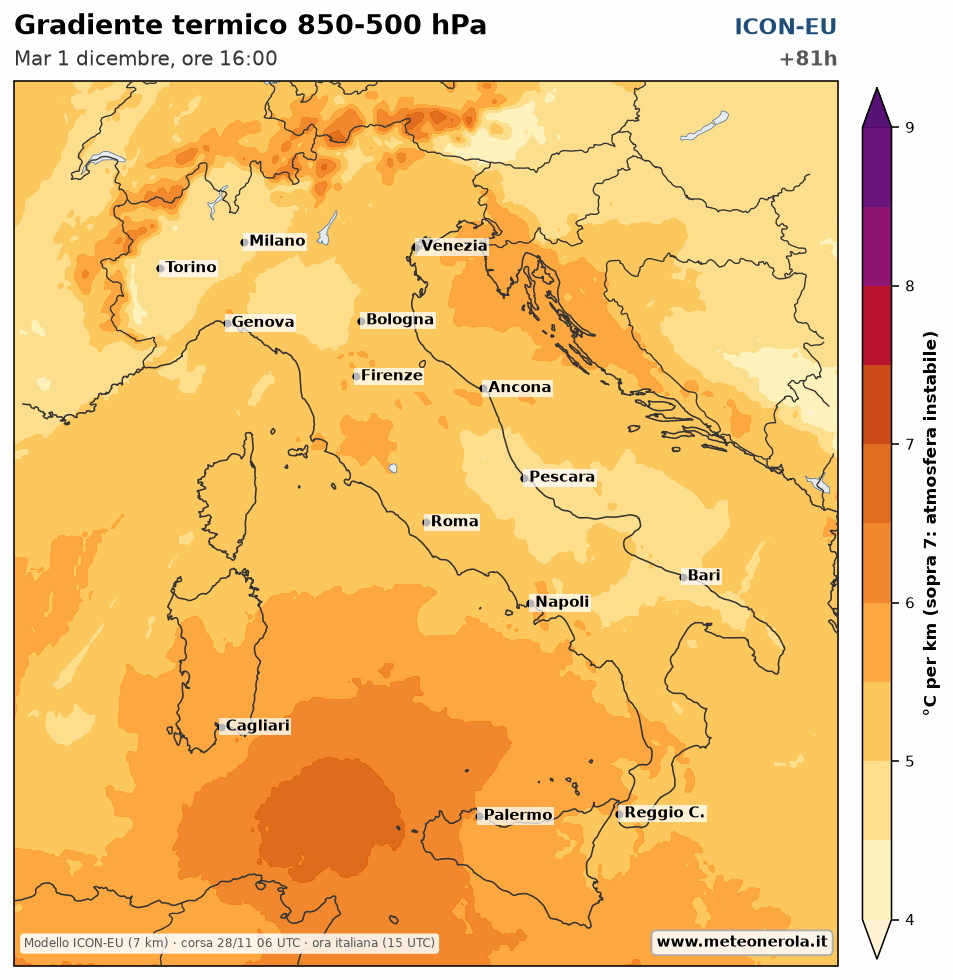 Gradiente termico 850-500 hPa
ICON-EU
Mar 1 dicembre, ore 16:00
+81h
9
8
7
6
5
4
°C per km (sopra 7: atmosfera instabile)
Milano
Venezia
Torino
Genova
Bologna
Firenze
Ancona
Pescara
Roma
Bari
Napoli
Cagliari
Palermo
Reggio C.
Modello ICON-EU (7 km) · corsa 28/11 06 UTC · ora italiana (15 UTC)
www.meteonerola.it